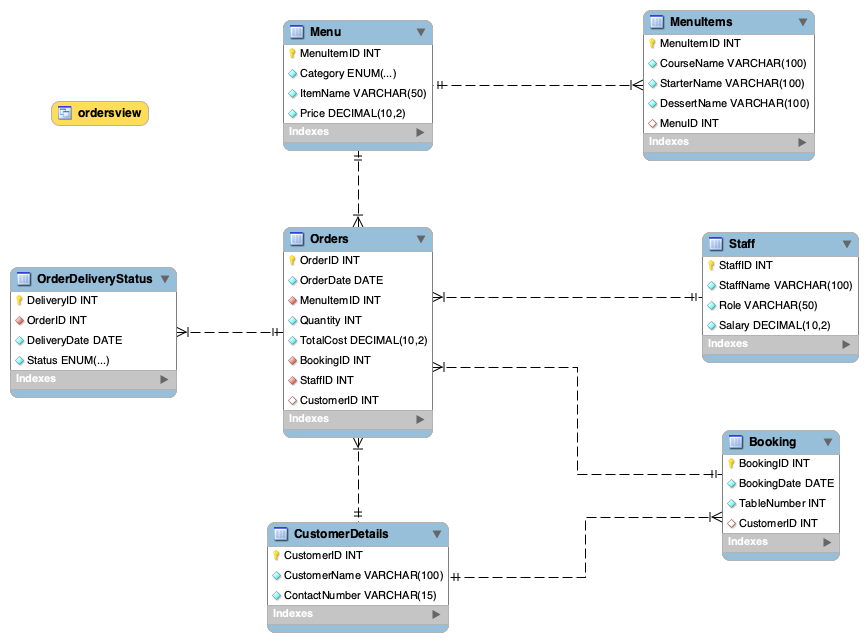 Menu
MenuItemID INT
Category ENUM(...)
ItemName VARCHAR(50)
Price DECIMAL(10,2)
Indexes
MenuItems
MenuItemID INT
CourseName VARCHAR(100)
StarterName VARCHAR(100)
DessertName VARCHAR(100)
MenuID INT
Indexes
ordersview
Orders
OrderID INT
OrderDate DATE
MenuItemID INT
Quantity INT
TotalCost DECIMAL(10,2)
BookingID INT
StaffID INT
CustomerID INT
Indexes
Staff
StaffID INT
StaffName VARCHAR(100)
Role VARCHAR(50)
Salary DECIMAL(10,2)
Indexes
OrderDeliveryStatus
DeliveryID INT
OrderID INT
DeliveryDate DATE
Status ENUM(...)
Indexes
Booking
BookingID INT
BookingDate DATE
TableNumber INT
CustomerID INT
Indexes
CustomerDetails
CustomerID INT
CustomerName VARCHAR(100)
ContactNumber VARCHAR(15)
Indexes